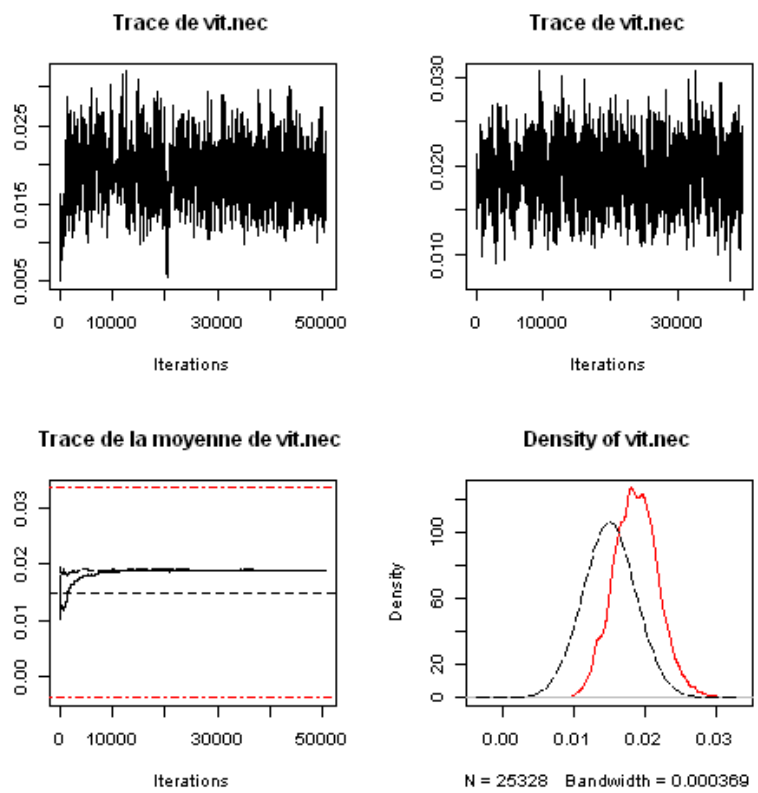 Trace de vit.nec
0.005 0.015 0.025
0 10000 30000 50000
Iterations
Trace de vit.nec
0.010 0.020 0.030
0 10000 30000
Iterations
Trace de la moyenne de vit.nec
0.00 0.01 0.02 0.03
0 10000 30000 50000
Iterations
Density of vit.nec
Density
0 20 60 100
0.00 0.01 0.02 0.03
N = 25328 Bandwidth = 0.000369